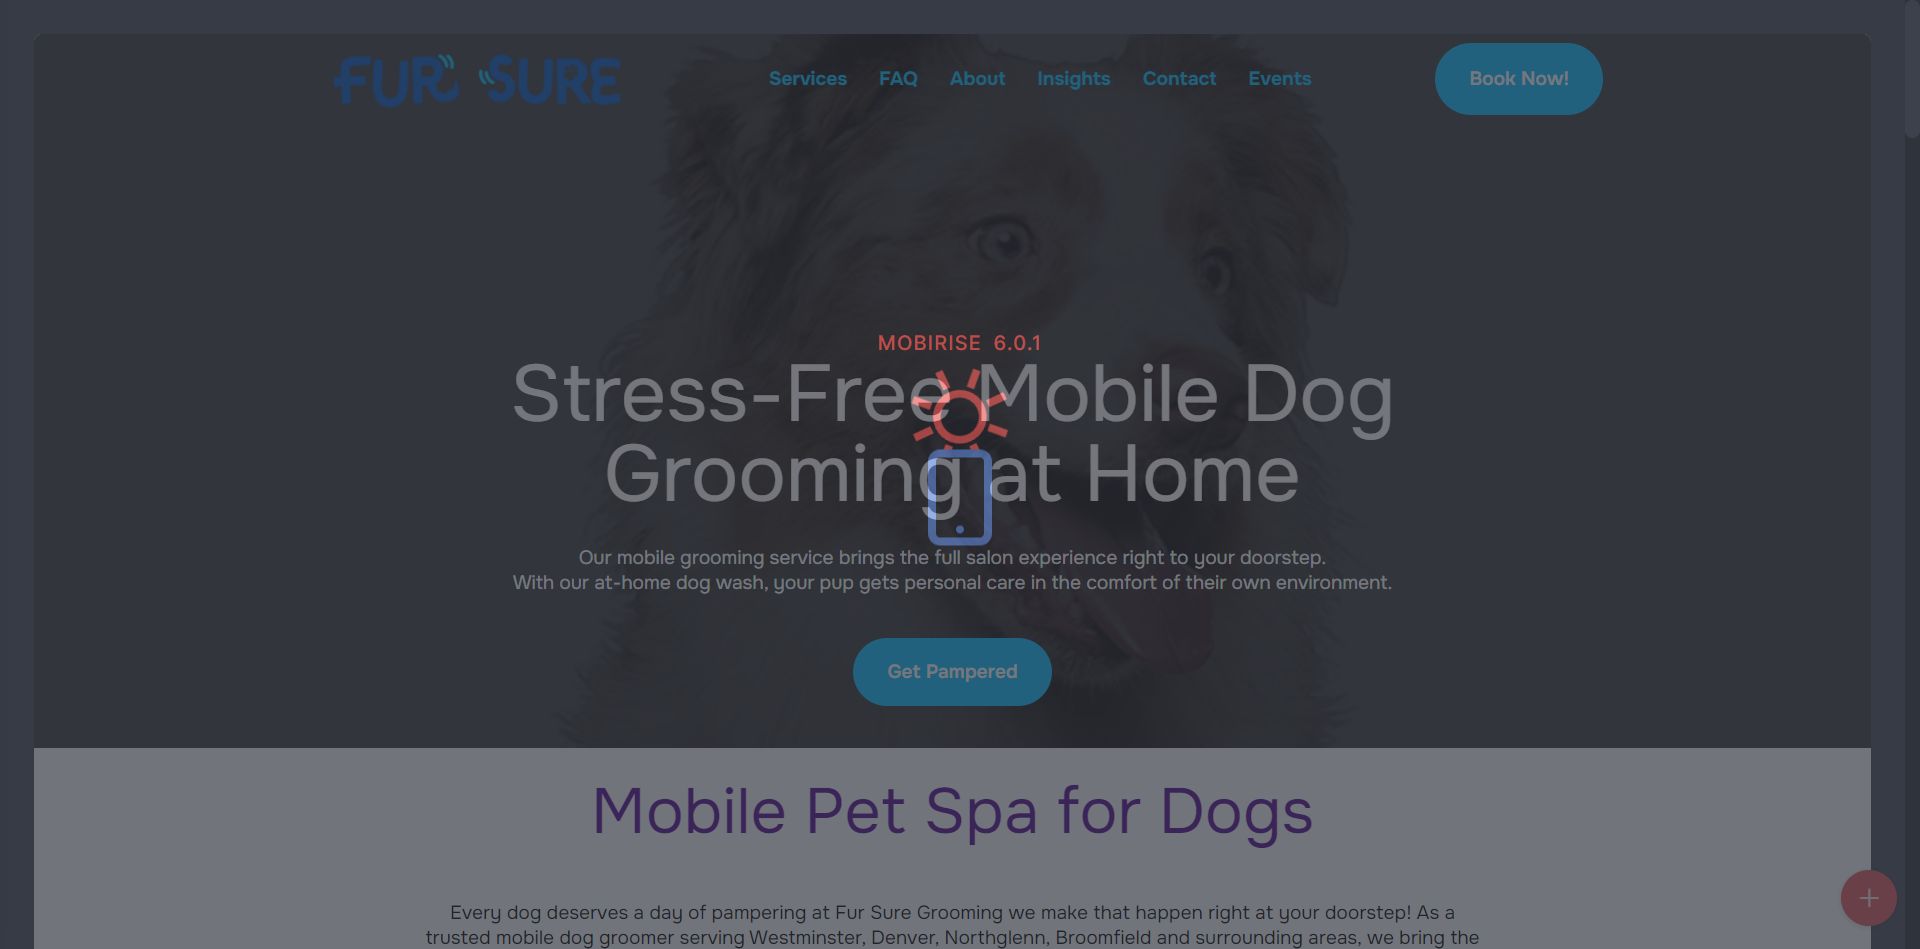 FUR SURE
Services FAQ About Insights Contact Events
Book Now!
MOBIRISE 6.0.1
Stress-Free Mobile Dog
Grooming at Home
Our mobile grooming service brings the full salon experience right to your doorstep.
With our at-home dog wash, your pup gets personal care in the comfort of their own environment.
Get Pampered
Mobile Pet Spa for Dogs
Every dog deserves a day of pampering at Fur Sure Grooming we make that happen right at your doorstep! As a
trusted mobile dog groomer serving Westminster, Denver, Northglenn, Broomfield and surrounding areas, we bring the